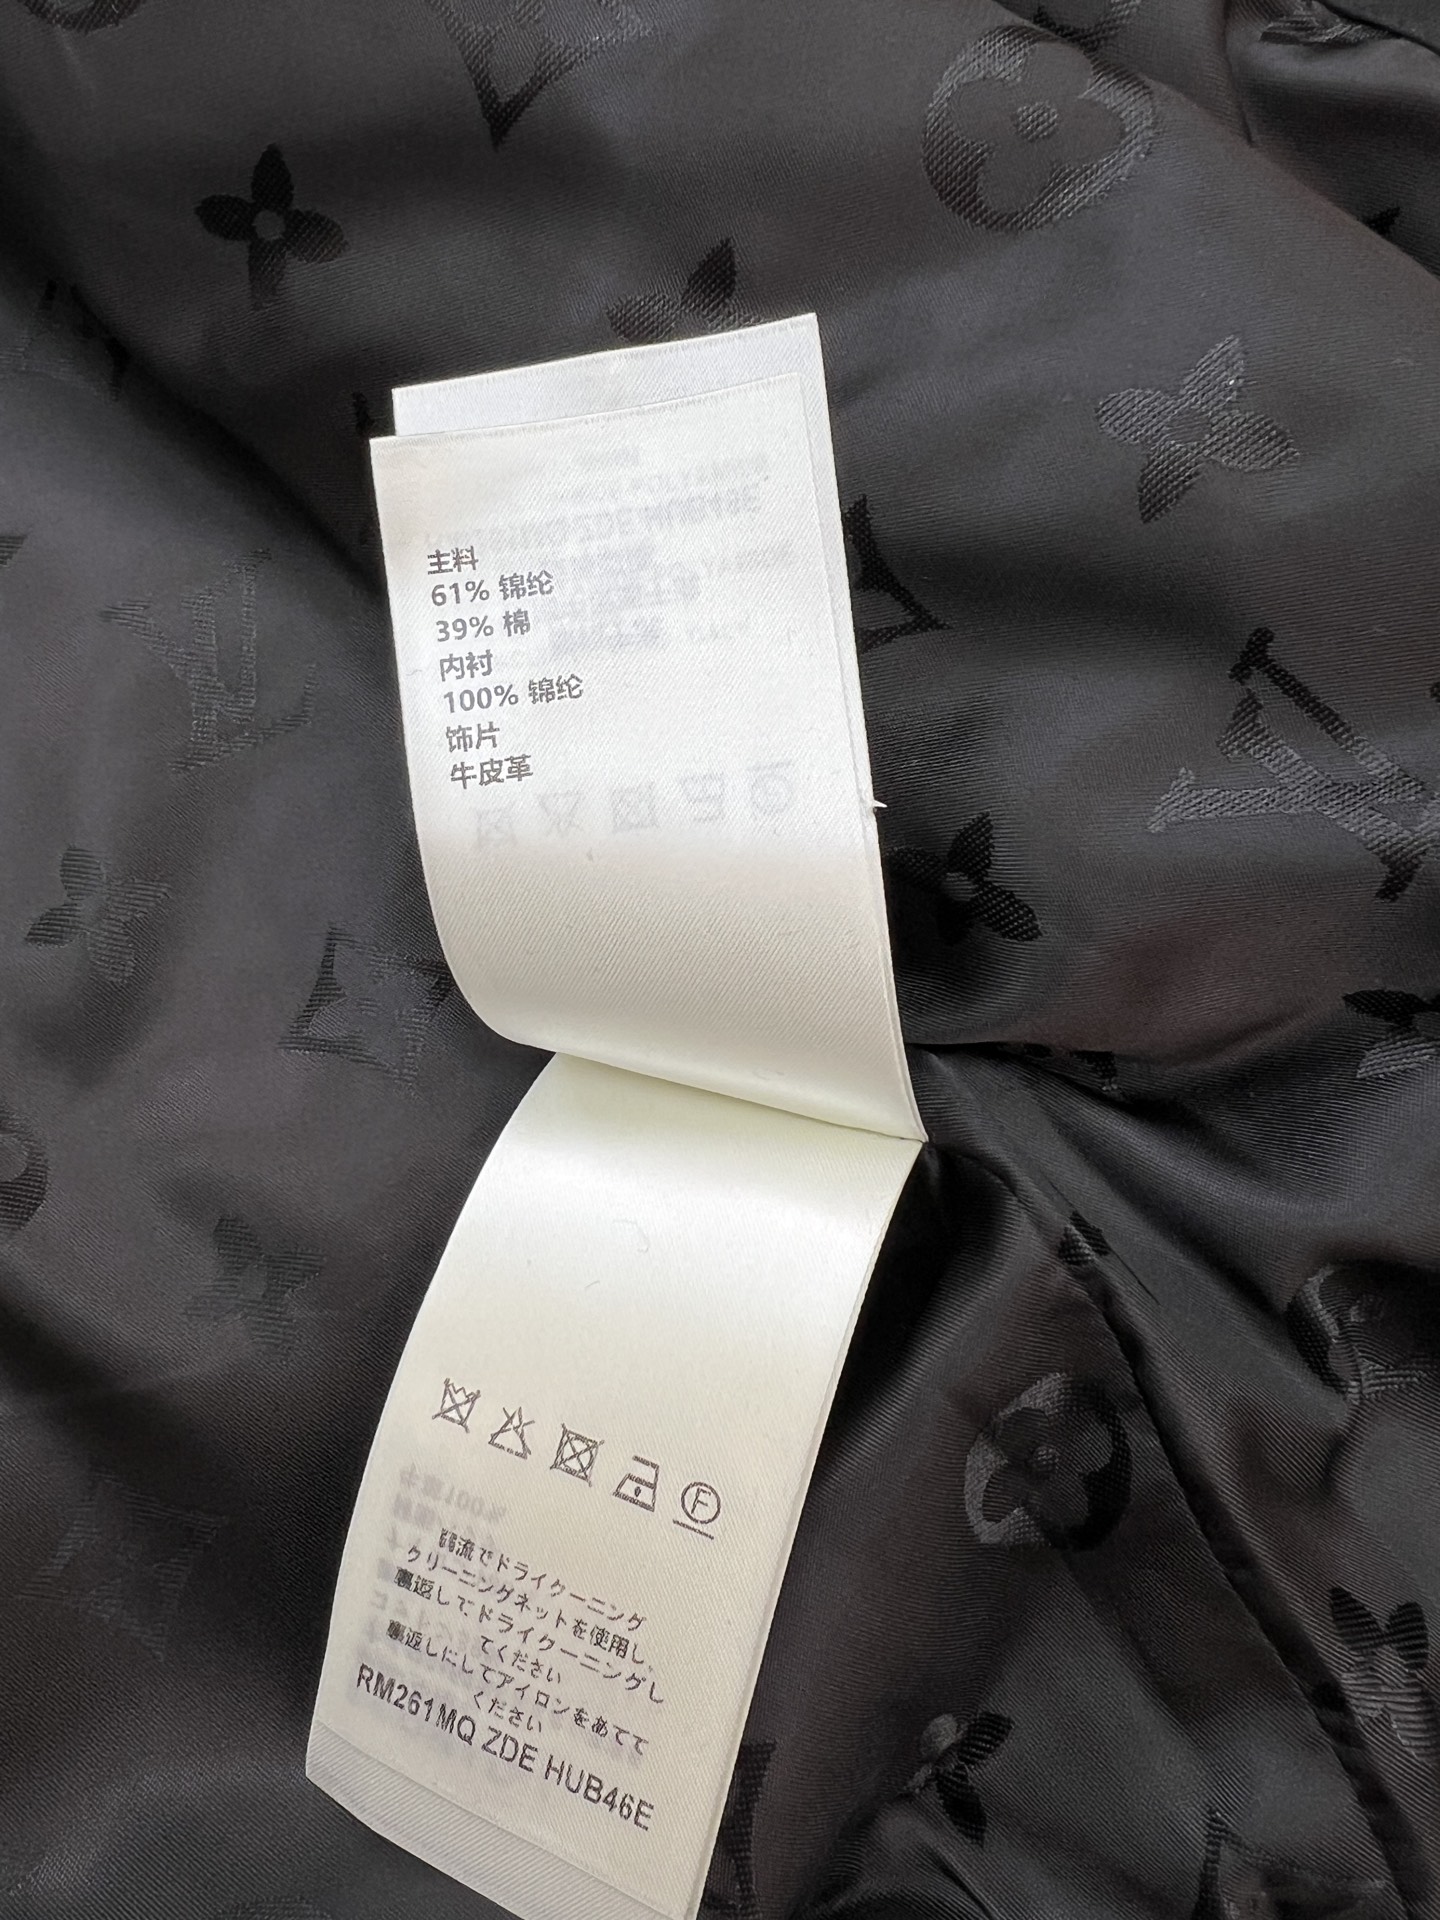 主料
61% 锦纶
39% 棉
内衬
100% 锦纶
饰片
牛皮革
F
弱流でドライクーニング
クリーニングネットを使用し、
裏返して、ドライクーニングし
てください
裏返しにしてアイロンをあてて
ください
RM261MQ ZDE HUB46E